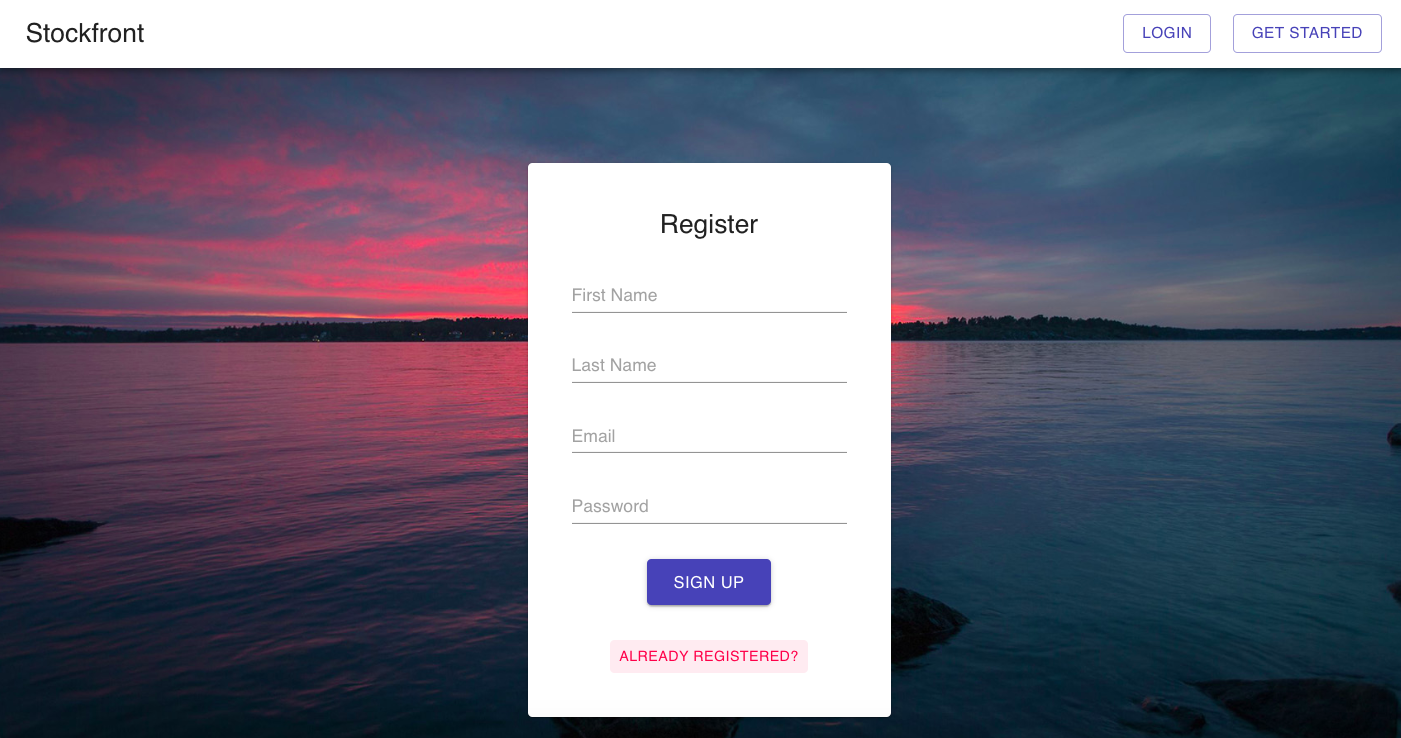 Stockfront
LOGIN
GET STARTED
Register
First Name
Last Name
Email
Password
SIGN UP
ALREADY REGISTERED?